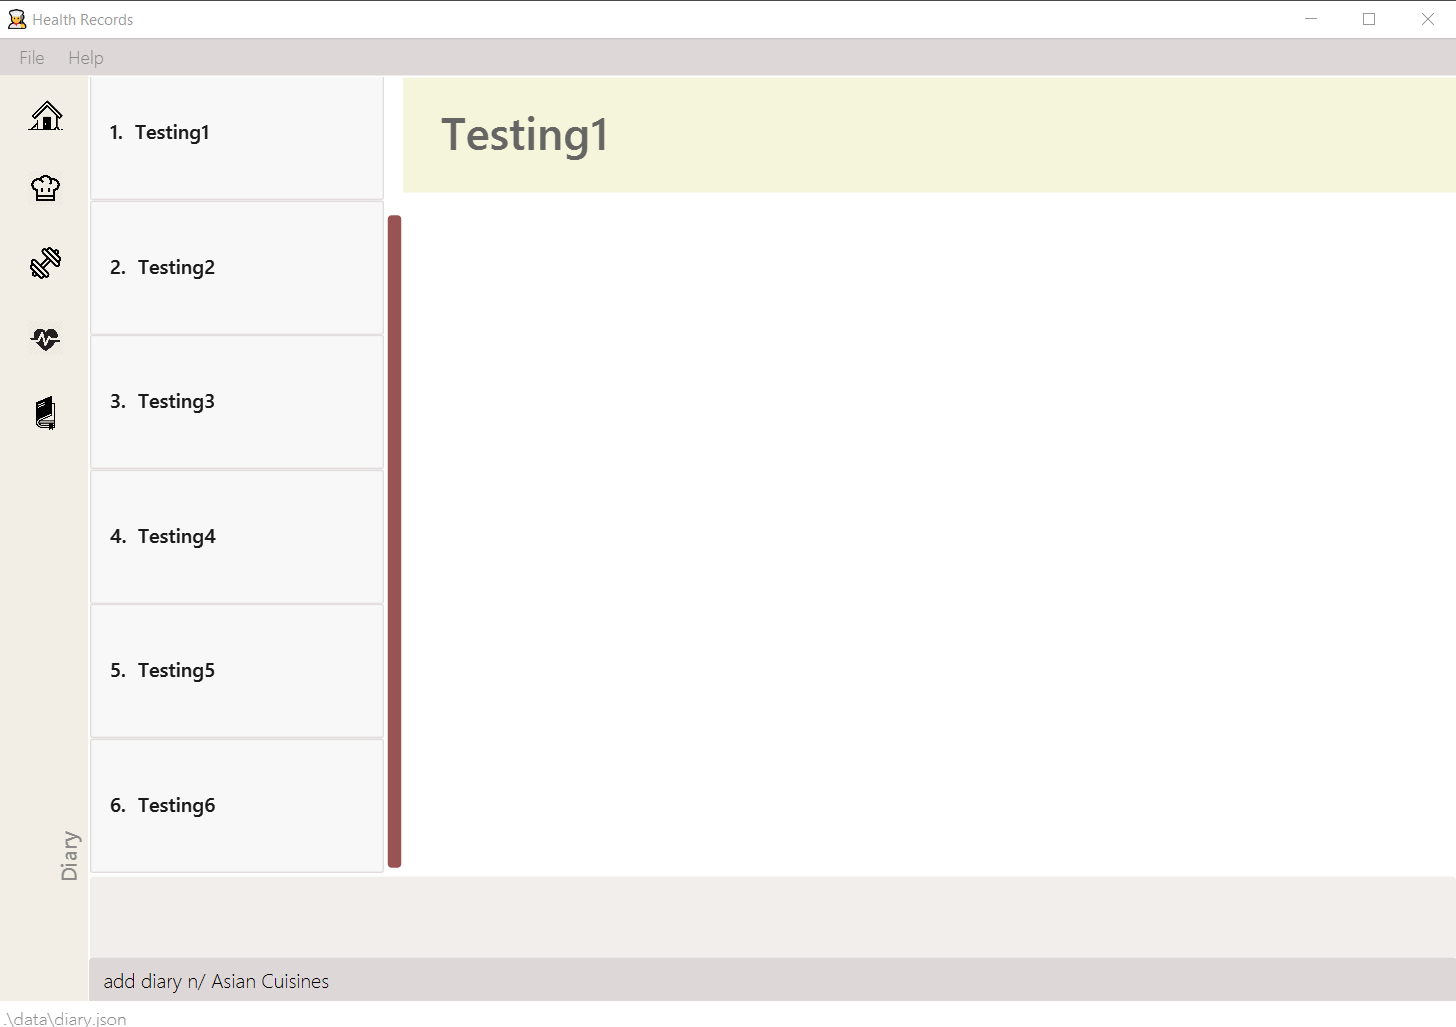 Health Records
File Help
1. Testing1
2. Testing2
3. Testing3
4. Testing4
5. Testing5
6. Testing6
Testing1
Diary
add diary n/ Asian Cuisines
.\data\diary.json